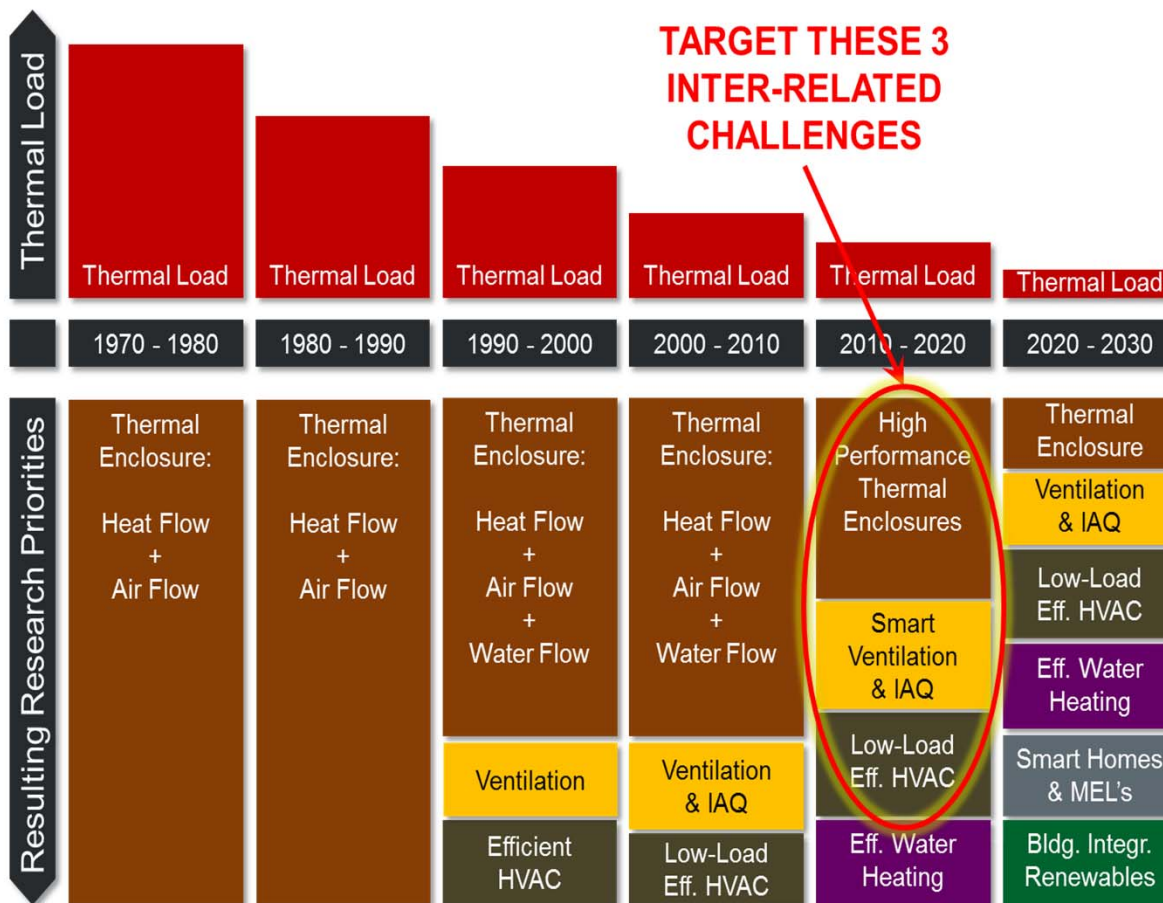 TARGET THESE 3
INTER-RELATED
CHALLENGES
Thermal Load
Thermal Load
Thermal Load
Thermal Load
Thermal Load
Thermal Load
Thermal Load
1970 - 1980
1980 - 1990
1990 - 2000
2000 - 2010
2010 - 2020
2020 - 2030
Resulting Research Priorities
Thermal
Enclosure:
Heat Flow
+
Air Flow
Thermal
Enclosure:
Heat Flow
+
Air Flow
Thermal
Enclosure:
Heat Flow
+
Air Flow
+
Water Flow
Ventilation
Efficient
HVAC
Thermal
Enclosure:
Heat Flow
+
Air Flow
+
Water Flow
Ventilation
& IAQ
Low-Load
Eff. HVAC
High
Performance
Thermal
Enclosures
Smart
Ventilation
& IAQ
Low-Load
Eff. HVAC
Eff. Water
Heating
Thermal
Enclosure
Ventilation
& IAQ
Low-Load
Eff. HVAC
Eff. Water
Heating
Smart Homes
& MEL's
Bldg. Integr.
Renewables